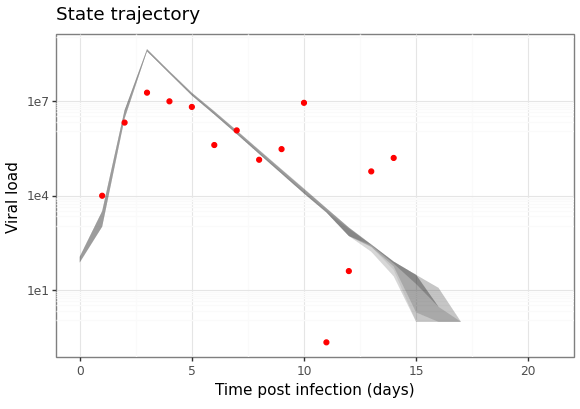 State trajectory
1e7
1e4
1e1
Viral load
0 5 10 15 20
Time post infection (days)